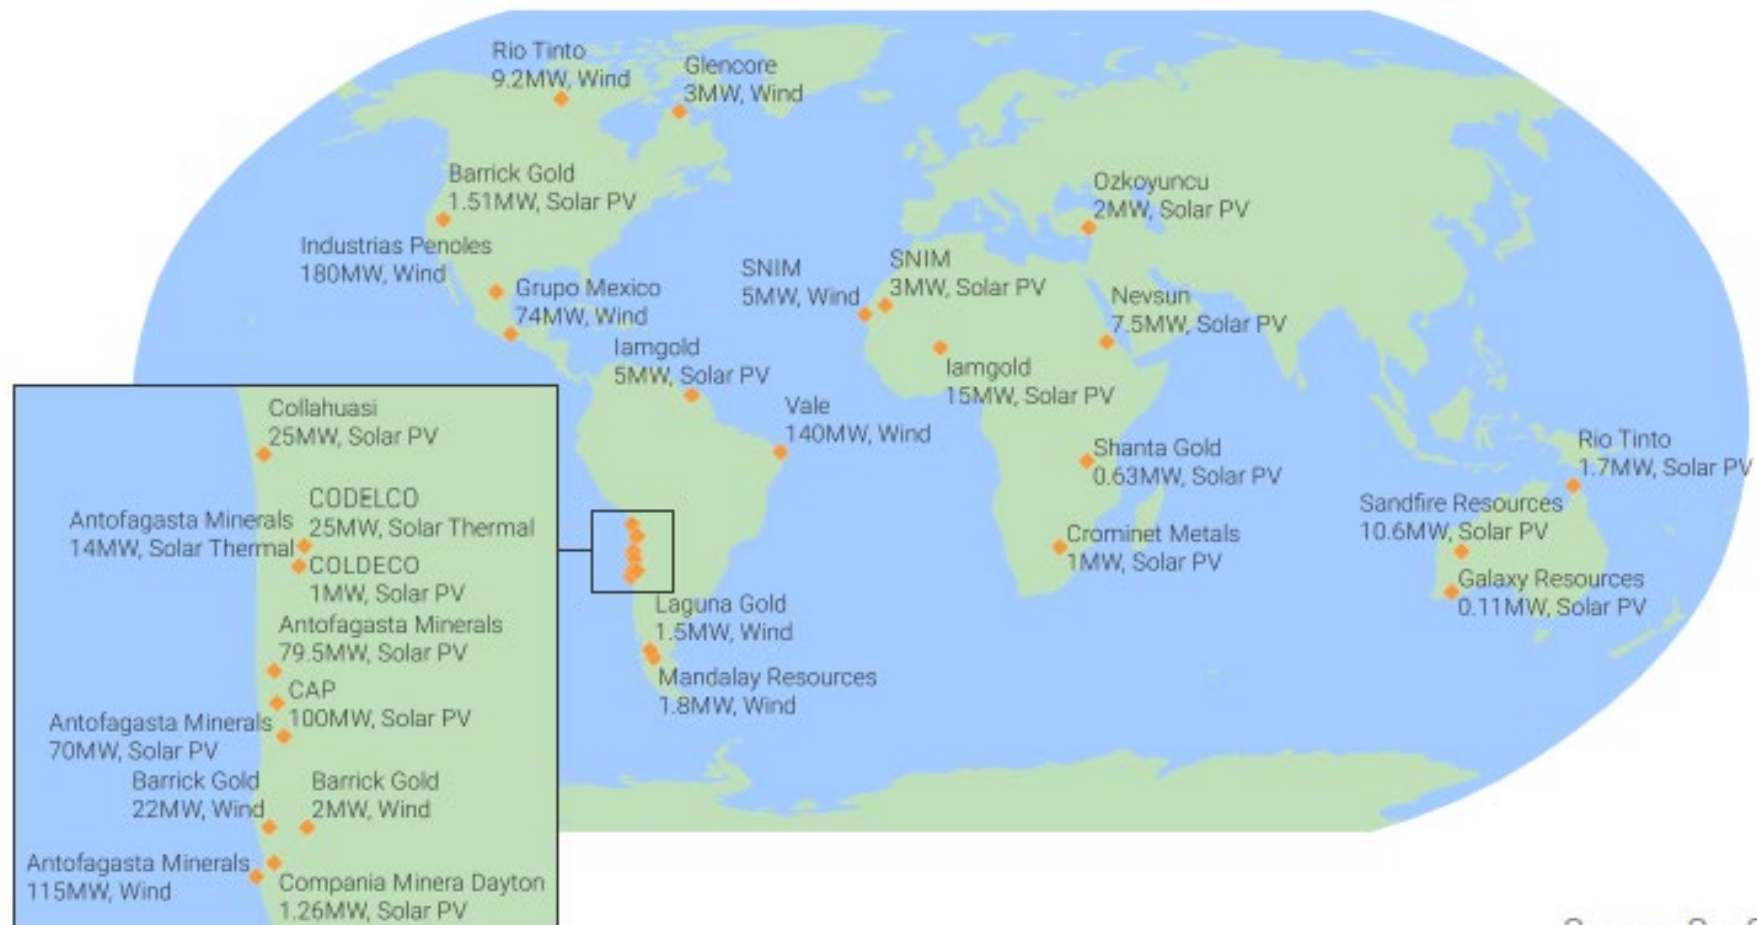 Rio Tinto
9.2MW, Wind
Glencore
3MW, Wind
Barrick Gold
1.51MW, Solar PV
Ozkoyuncu
2MW, Solar PV
Industrias Penoles
180MW, Wind
Grupo Mexico
74MW, Wind
SNIM
5MW, Wind
SNIM
3MW, Solar PV
Nevsun
7.5MW, Solar PV
Iamgold
5MW, Solar PV
Iamgold
15MW, Solar PV
Vale
140MW, Wind
Shanta Gold
0.63MW, Solar PV
Rio Tinto
1.7MW, Solar PV
Sandfire Resources
10.6MW, Solar PV
Crominet Metals
1MW, Solar PV
Galaxy Resources
0.11MW, Solar PV
Laguna Gold
1.5MW, Wind
Mandalay Resources
1.8MW, Wind
Collahuasi
25MW, Solar PV
CODELCO
25MW, Solar Thermal
Antofagasta Minerals
14MW, Solar Thermal
COLDECO
1MW, Solar PV
Antofagasta Minerals
79.5MW, Solar PV
CAP
100MW, Solar PV
Antofagasta Minerals
70MW, Solar PV
Barrick Gold
22MW, Wind
Barrick Gold
2MW, Wind
Antofagasta Minerals
115MW, Wind
Compania Minera Dayton
1.26MW, Solar PV